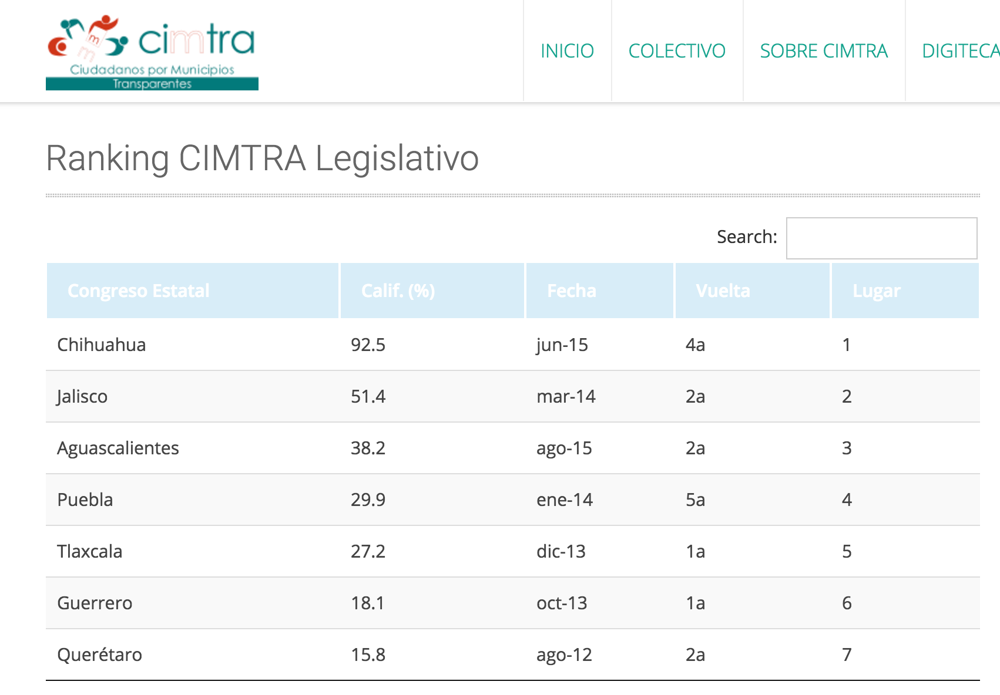 cimtra
Ciudadanos por Municipios
Transparentes
INICIO COLECTIVO SOBRE CIMTRA DIGITECA
Ranking CIMTRA Legislativo
Search:
Congreso Estatal Calif. (%) Fecha Vuelta Lugar
Chihuahua 92.5 jun-15 4a 1
Jalisco 51.4 mar-14 2a 2
Aguascalientes 38.2 ago-15 2a 3
Puebla 29.9 ene-14 5a 4
Tlaxcala 27.2 dic-13 1a 5
Guerrero 18.1 oct-13 1a 6
Querétaro 15.8 ago-12 2a 7